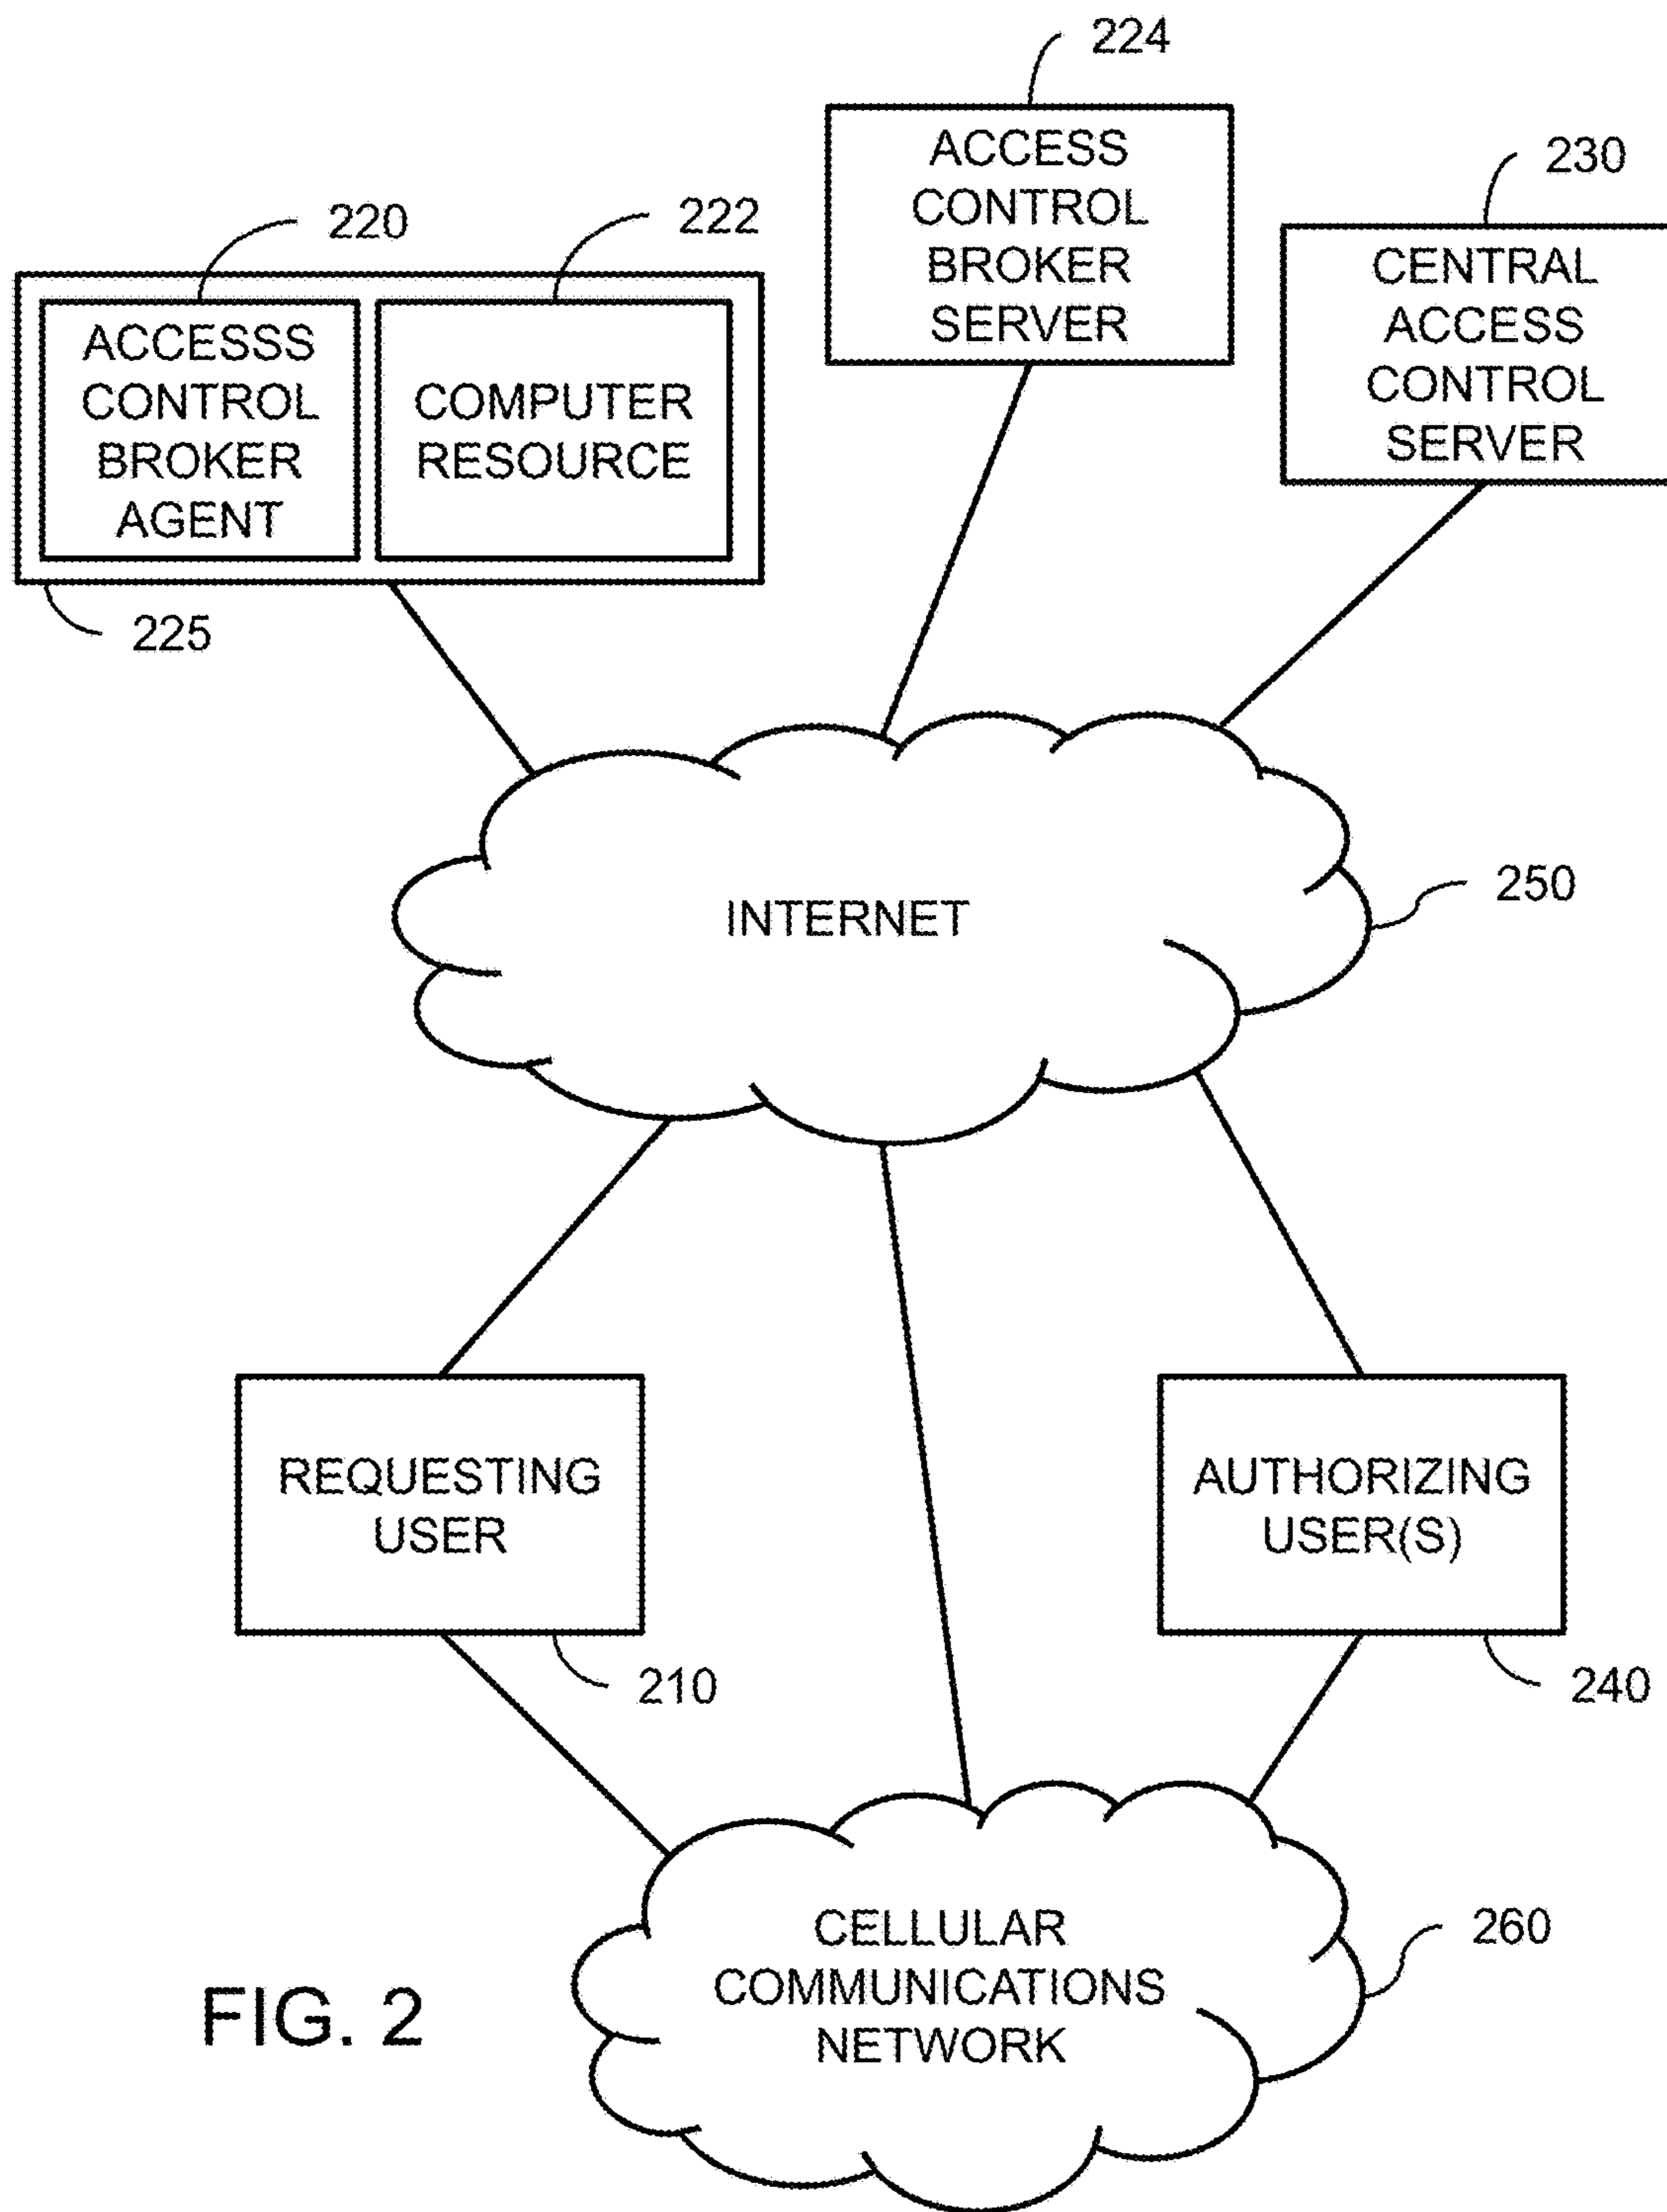 224
ACCESS
CONTROL
BROKER
SERVER
230
CENTRAL
ACCESS
CONTROL
SERVER
220
222
ACCESSS
CONTROL
BROKER
AGENT
COMPUTER
RESOURCE
225
INTERNET
250
REQUESTING
USER
210
AUTHORIZING
USER(S)
240
CELLULAR
COMMUNICATIONS
NETWORK
260
FIG. 2